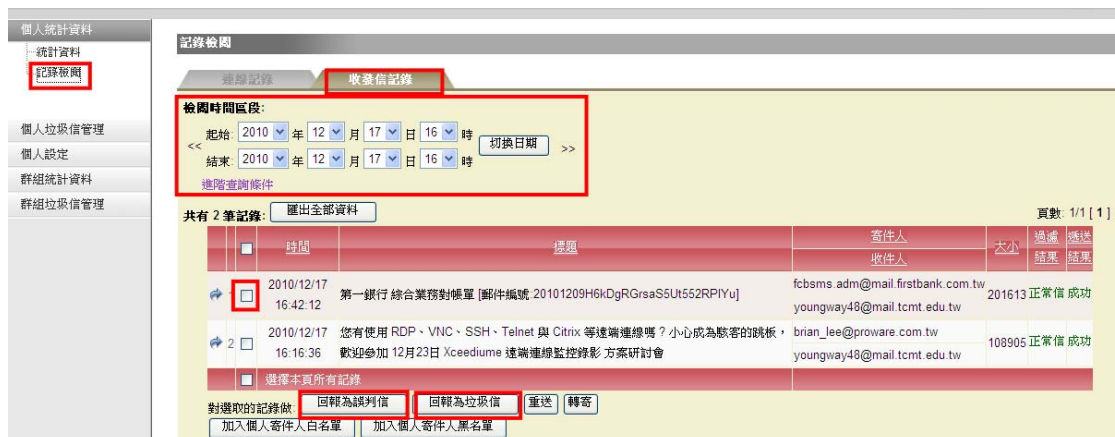 個人統計資料
統計資料
記錄檢閱
個人垃圾信管理
個人設定
群組統計資料
群組垃圾信管理
記錄檢閱
連線記錄 收發信記錄
檢閱時間區段:
<< 起始: 2010 年 12 月 17 日 16 時 切換日期 >>
結束: 2010 年 12 月 17 日 16 時
進階查詢條件
共有 2 筆記錄: 匯出全部資料 頁數: 1/1 [ 1 ]
時間 標題 寄件人 大小 過濾 遞送
收件人 結果 結果
2010/12/17 第一銀行 綜合業務對帳單 [郵件編號:20101209H6kDgRGrsaS5Ut552RPIYu] fcbsms.adm@mail.firstbank.com.tw 201613 正常信 成功
16:42:12 youngway48@mail.tcmt.edu.tw
2 2010/12/17 您有使用 RDP、VNC、SSH、Telnet 與 Citrix 等遠端連線嗎？小心成為駭客的跳板， brian_lee@proware.com.tw 108905 正常信 成功
16:16:36 歡迎參加 12月23日 Xceediume 遠端連線監控錄影 方案研討會 youngway48@mail.tcmt.edu.tw
選擇本頁所有記錄
對選取的記錄做: 回報為誤判信 回報為垃圾信 重送 轉寄
加入個人寄件人白名單 加入個人寄件人黑名單